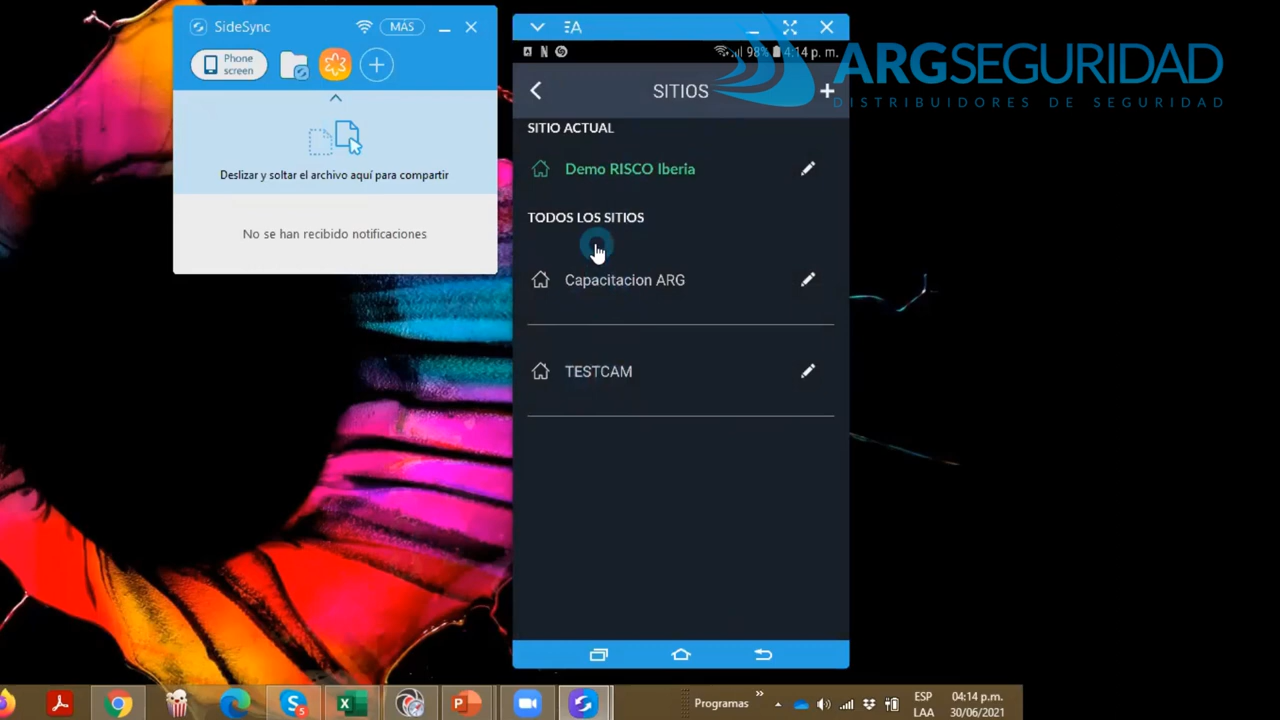 SideSync
MAS
Phone
screen
Deslizar y soltar el archivo aquí para compartir
No se han recibido notificaciones
98% 4:14 p. m.
SITIOS
SITIO ACTUAL
Demo RISCO Iberia
TODOS LOS SITIOS
Capacitacion ARG
TESTCAM
ARGSEGURIDAD
DISTRIBUIDORES DE SEGURIDAD
Programas
ESP
LAA
04:14 p.m.
30/06/2021